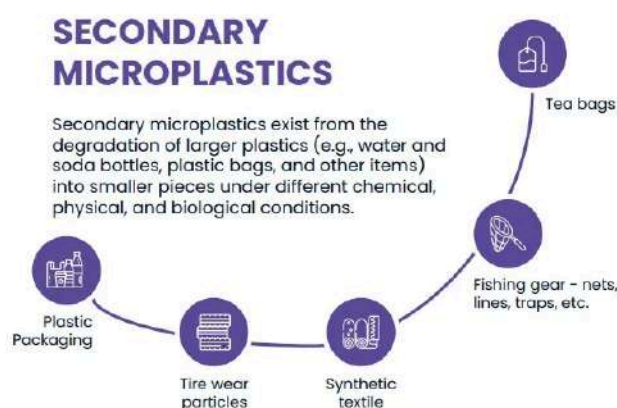 SECONDARY
MICROPLASTICS
Secondary microplastics exist from the
degradation of larger plastics (e.g., water and
soda bottles, plastic bags, and other items)
into smaller pieces under different chemical,
physical, and biological conditions.
Tea bags
Fishing gear - nets,
lines, traps, etc.
Plastic
Packaging
Tire wear
particles
Synthetic
textile